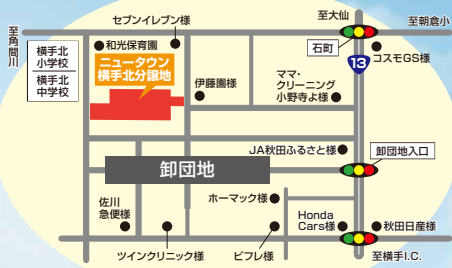 至大仙
セブンイレブン様
至朝倉小
至角間川
和光保育園
石町
横手北
小学校
横手北
中学校
コスモGS様
13
ニュータウン
横手北分譲地
伊藤園様
ママ・
クリーニング
小野寺よ様
JA秋田ふるさと様
卸団地入口
卸団地
佐川
急便様
ホーマック様
Honda
Cars様
秋田日産様
ツインクリニック様
ビフレ様
至横手I.C.